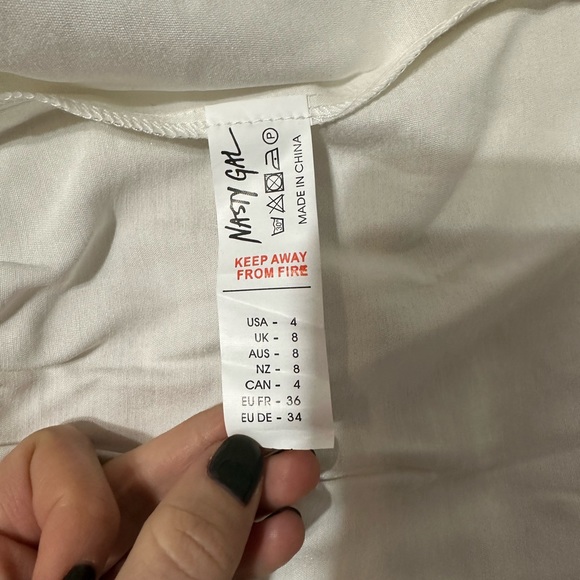 NASTY GAL
30
P
MADE IN CHINA
KEEP AWAY
FROM FIRE
USA - 4
UK - 8
AUS - 8
NZ - 8
CAN - 4
EU FR - 36
EU DE - 34